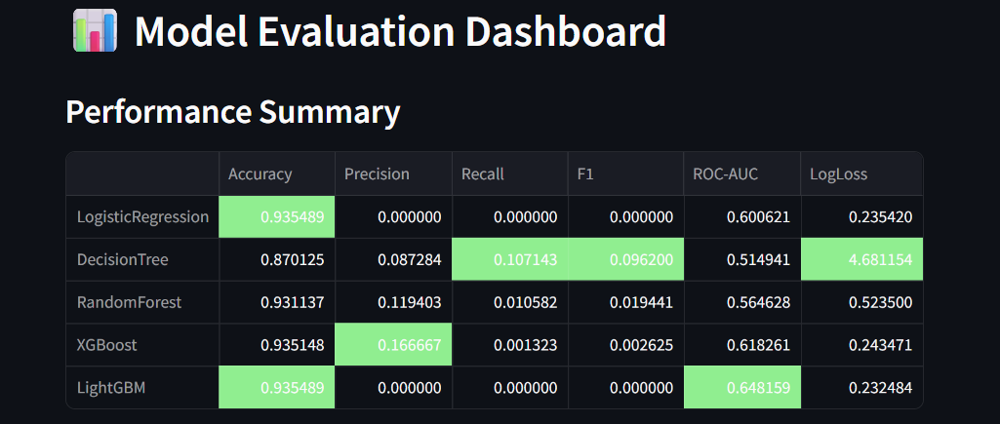 Model Evaluation Dashboard
Performance Summary
Accuracy Precision Recall F1 ROC-AUC LogLoss
LogisticRegression 0.935489 0.000000 0.000000 0.000000 0.600621 0.235420
DecisionTree 0.870125 0.087284 0.107143 0.096200 0.514941 4.681154
RandomForest 0.931137 0.119403 0.010582 0.019441 0.564628 0.523500
XGBoost 0.935148 0.166667 0.001323 0.002625 0.618261 0.243471
LightGBM 0.935489 0.000000 0.000000 0.000000 0.648159 0.232484